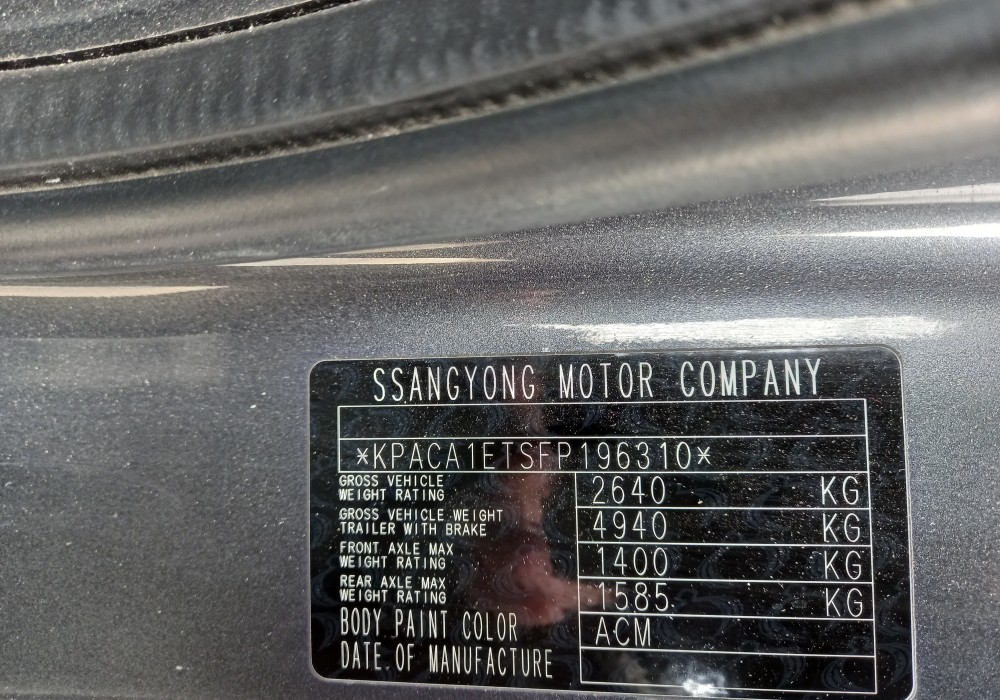 SSANGYONG MOTOR COMPANY
*KPACA1ETSFP196310*
GROSS VEHICLE WEIGHT RATING 2640 KG
GROSS VEHICLE WEIGHT TRAILER WITH BRAKE 4940 KG
FRONT AXLE MAX WEIGHT RATING 1400 KG
REAR AXLE MAX WEIGHT RATING 1585 KG
BODY PAINT COLOR ACM
DATE OF MANUFACTURE